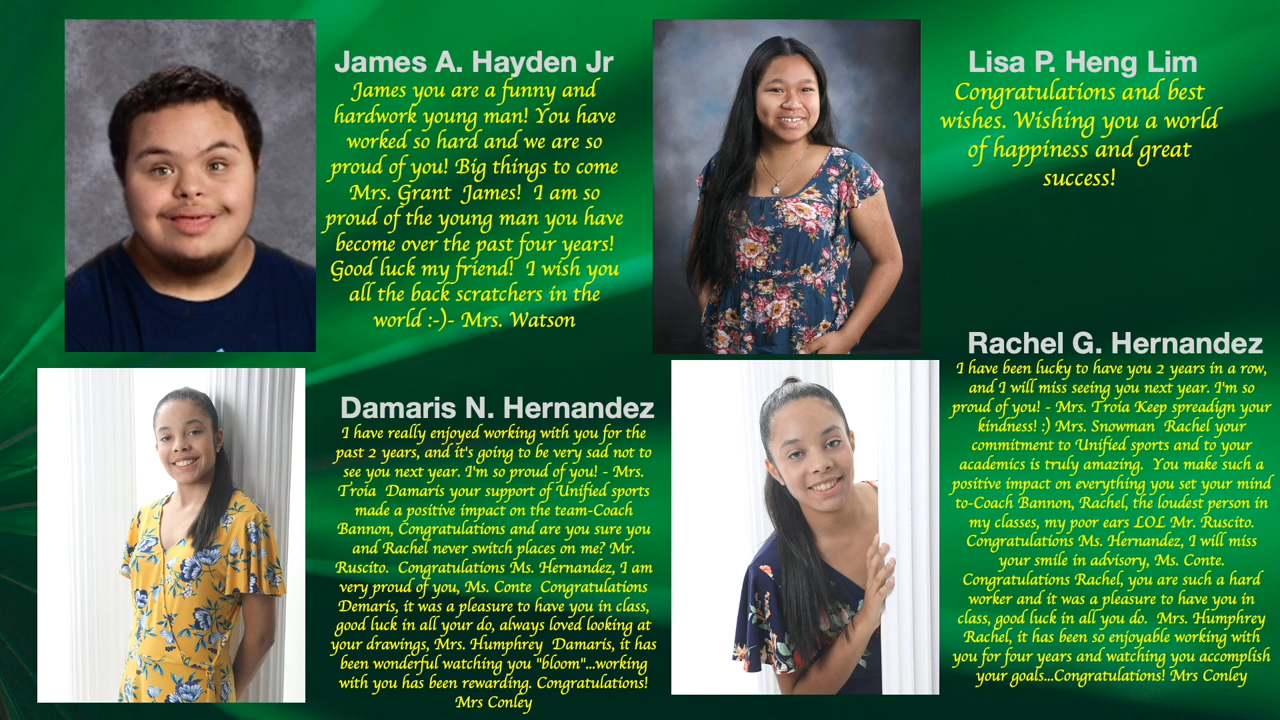 James A. Hayden Jr
James you are a funny and
hardwork young man! You have
worked so hard and we are so
proud of you! Big things to come
Mrs. Grant  James!  I am so
proud of the young man you have
become over the past four years!
Good luck my friend!  I wish you
all the back scratchers in the
world :-)- Mrs. Watson
Lisa P. Heng Lim
Congratulations and best
wishes. Wishing you a world
of happiness and great
success!
Damaris N. Hernandez
I have really enjoyed working with you for the
past 2 years, and it's going to be very sad not to
see you next year. I'm so proud of you! - Mrs.
Troia  Damaris your support of Unified sports
made a positive impact on the team-Coach
Bannon, Congratulations and are you sure you
and Rachel never switch places on me? Mr.
Ruscito.  Congratulations Ms. Hernandez, I am
very proud of you, Ms. Conte  Congratulations
Demaris, it was a pleasure to have you in class,
good luck in all your do, always loved looking at
your drawings, Mrs. Humphrey  Damaris, it has
been wonderful watching you "bloom"...working
with you has been rewarding. Congratulations!
Mrs Conley
Rachel G. Hernandez
I have been lucky to have you 2 years in a row,
and I will miss seeing you next year. I'm so
proud of you! - Mrs. Troia Keep spreadign your
kindness! :) Mrs. Snowman  Rachel your
commitment to Unified sports and to your
academics is truly amazing.  You make such a
positive impact on everything you set your mind
to-Coach Bannon, Rachel, the loudest person in
my classes, my poor ears LOL Mr. Ruscito.
Congratulations Ms. Hernandez, I will miss
your smile in advisory, Ms. Conte.
Congratulations Rachel, you are such a hard
worker and it was a pleasure to have you in
class, good luck in all you do.  Mrs. Humphrey
Rachel, it has been so enjoyable working with
you for four years and watching you accomplish
your goals...Congratulations! Mrs Conley